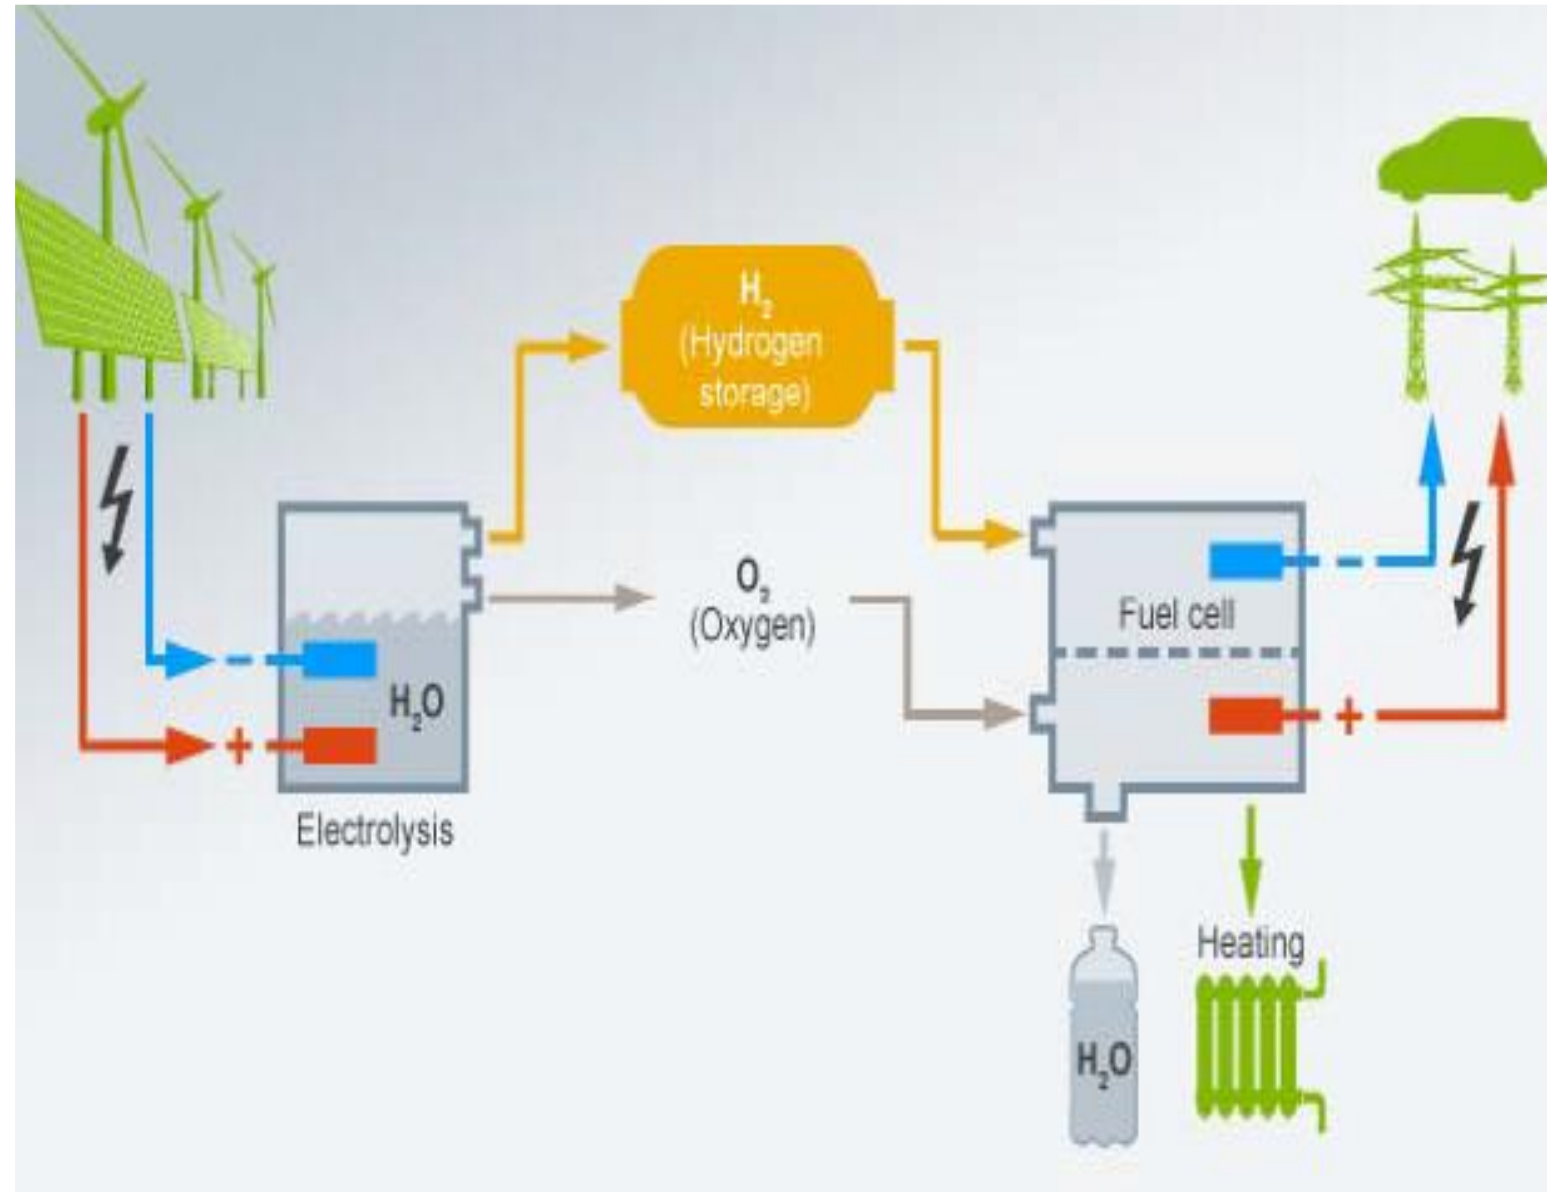 H₂
(Hydrogen
storage)
O₂
(Oxygen)
Fuel cell
-
-
H₂O
+
+
Electrolysis
Heating
H₂O